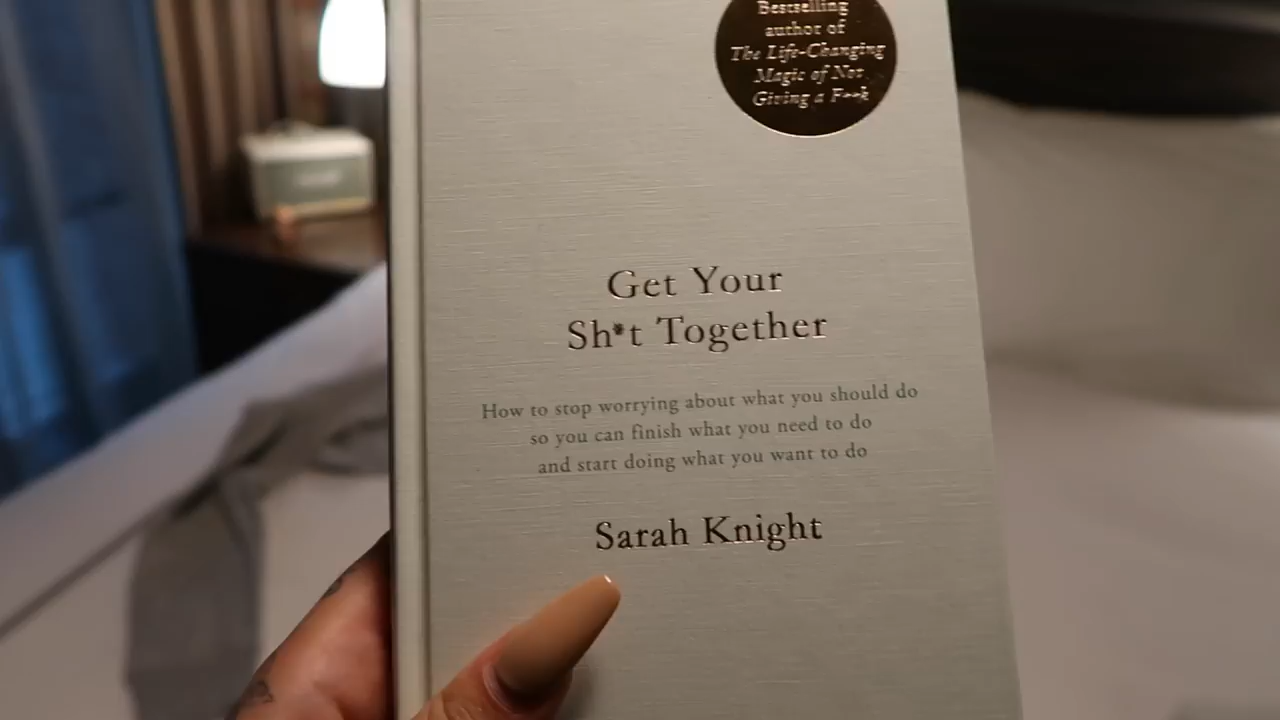 Bestselling
author of
The Life-Changing
Magic of Not
Giving a F**k
Get Your
Sh*t Together
How to stop worrying about what you should do
so you can finish what you need to do
and start doing what you want to do
Sarah Knight